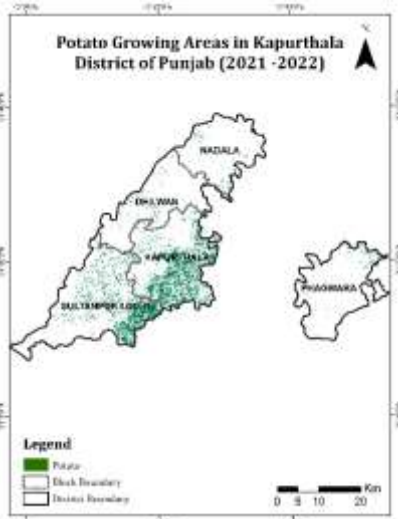 Potato Growing Areas in Kapurthala
District of Punjab (2021 -2022)
N
NADALA
DHILWAN
KAPURTHALA
SULTANPUR LODHI
PHAGWARA
Legend
Potato
Block Boundary
District Boundary
Km
0 5 10 20